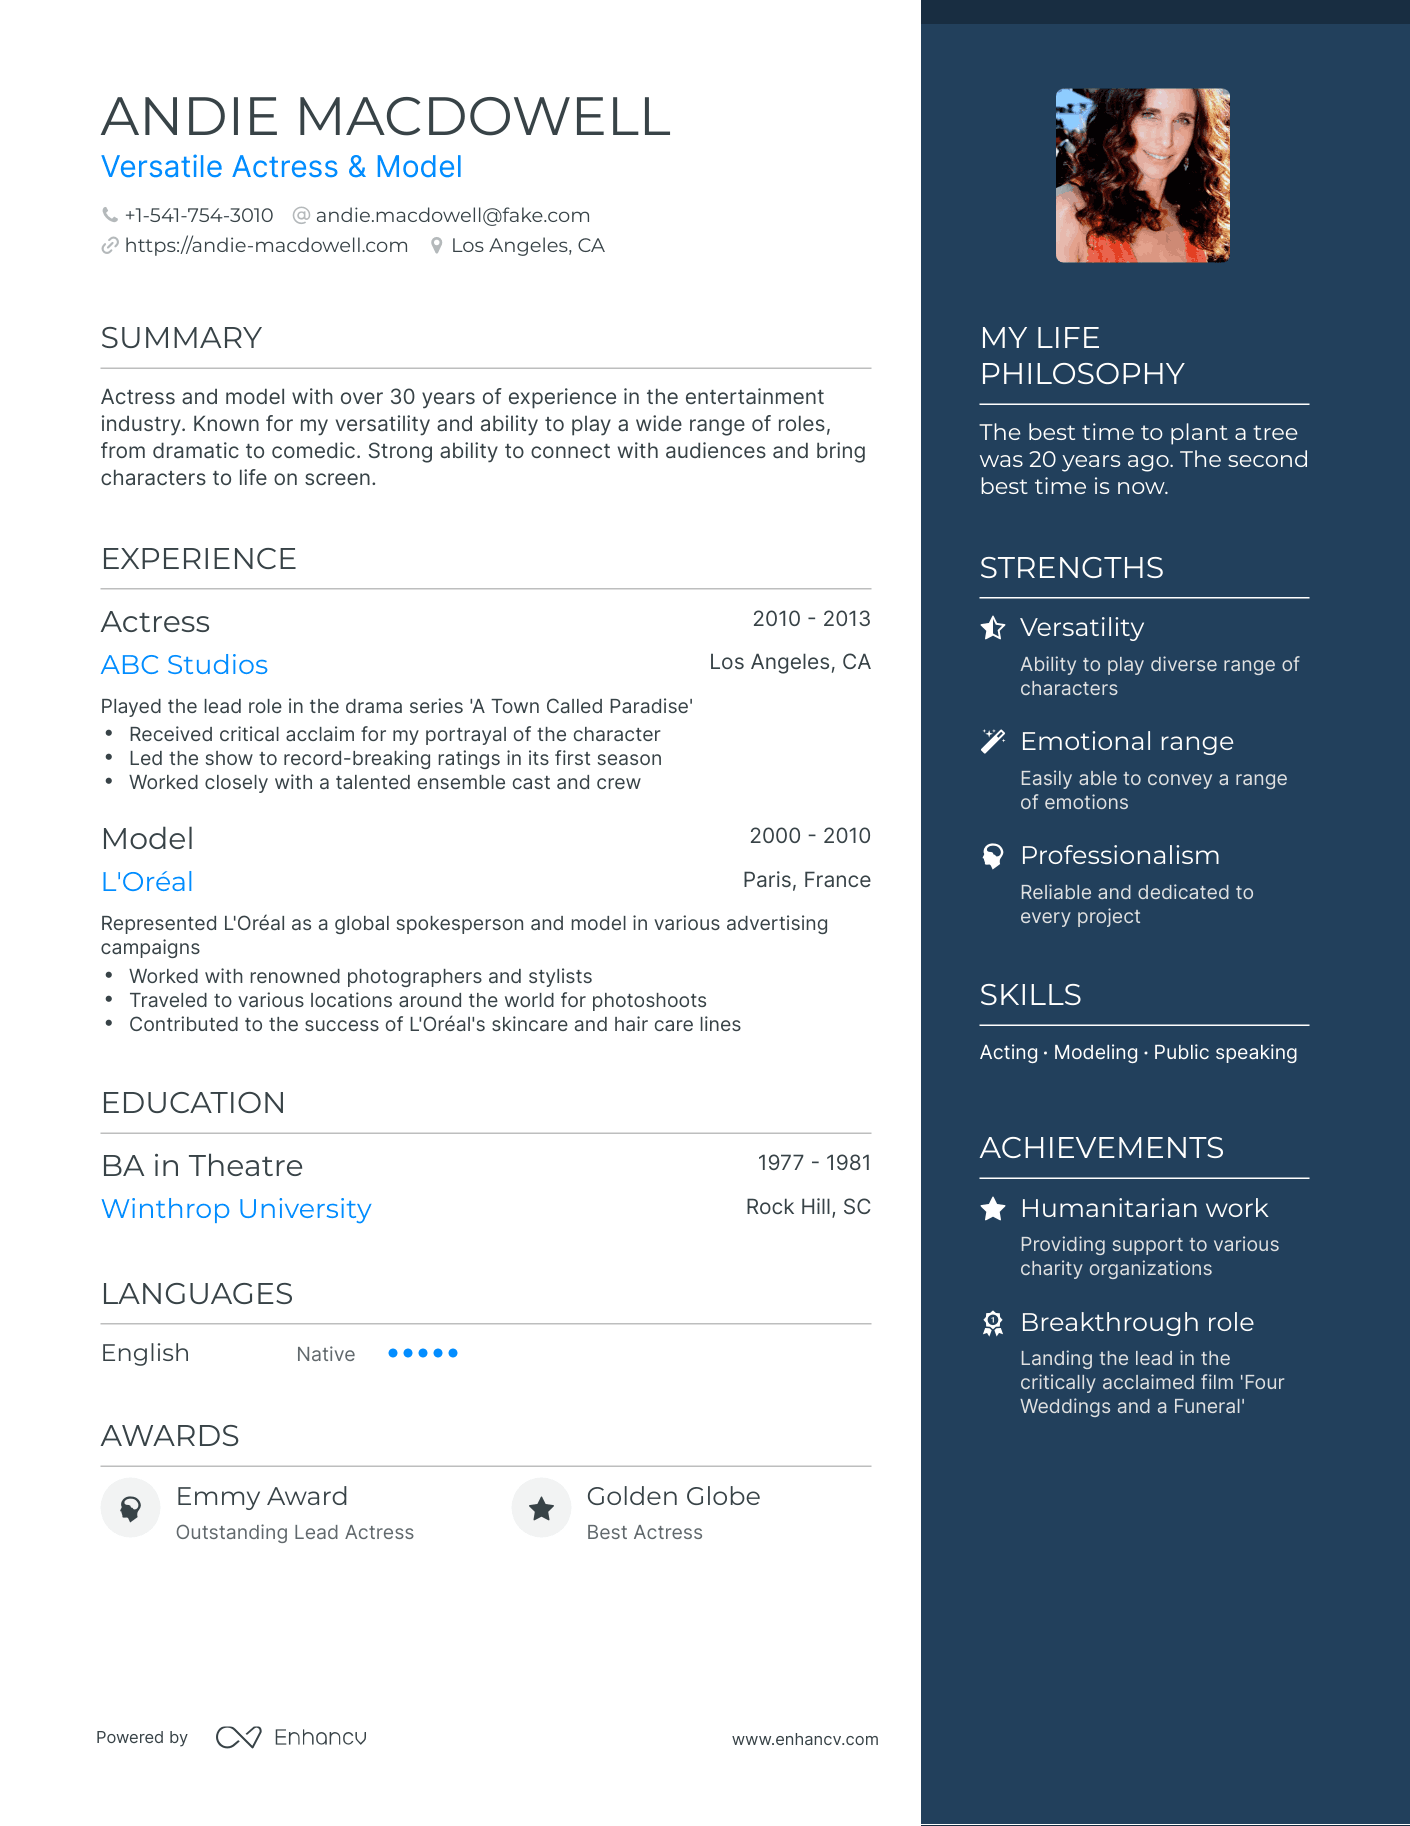 ANDIE MACDOWELL
Versatile Actress & Model
+1-541-754-3010 @ andie.macdowell@fake.com
https://andie-macdowell.com Los Angeles, CA
SUMMARY
Actress and model with over 30 years of experience in the entertainment
industry. Known for my versatility and ability to play a wide range of roles,
from dramatic to comedic. Strong ability to connect with audiences and bring
characters to life on screen.
EXPERIENCE
Actress 2010 - 2013
ABC Studios Los Angeles, CA
Played the lead role in the drama series 'A Town Called Paradise'
• Received critical acclaim for my portrayal of the character
• Led the show to record-breaking ratings in its first season
• Worked closely with a talented ensemble cast and crew
Model 2000 - 2010
L'Oréal Paris, France
Represented L'Oréal as a global spokesperson and model in various advertising
campaigns
• Worked with renowned photographers and stylists
• Traveled to various locations around the world for photoshoots
• Contributed to the success of L'Oréal's skincare and hair care lines
EDUCATION
BA in Theatre 1977 - 1981
Winthrop University Rock Hill, SC
LANGUAGES
English Native
AWARDS
Emmy Award Golden Globe
Outstanding Lead Actress Best Actress
Powered by Enhancv www.enhancv.com
MY LIFE
PHILOSOPHY
The best time to plant a tree
was 20 years ago. The second
best time is now.
STRENGTHS
Versatility
Ability to play diverse range of
characters
Emotional range
Easily able to convey a range
of emotions
Professionalism
Reliable and dedicated to
every project
SKILLS
Acting · Modeling · Public speaking
ACHIEVEMENTS
Humanitarian work
Providing support to various
charity organizations
Breakthrough role
Landing the lead in the
critically acclaimed film 'Four
Weddings and a Funeral'